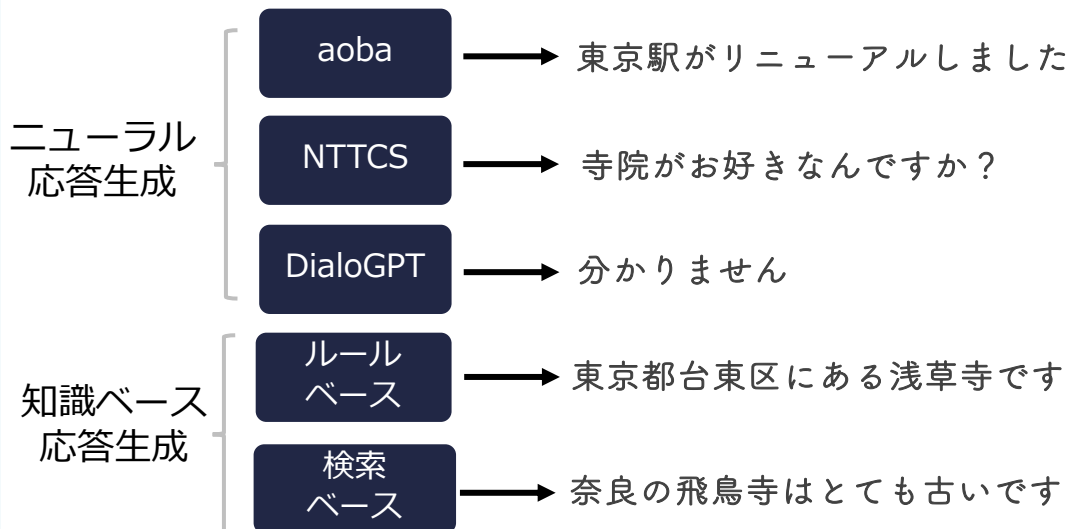 ニューラル
応答生成
aoba
東京駅がリニューアルしました
NTTCS
寺院がお好きなんですか？
DialoGPT
分かりません
知識ベース
応答生成
ルール
ベース
東京都台東区にある浅草寺です
検索
ベース
奈良の飛鳥寺はとても古いです